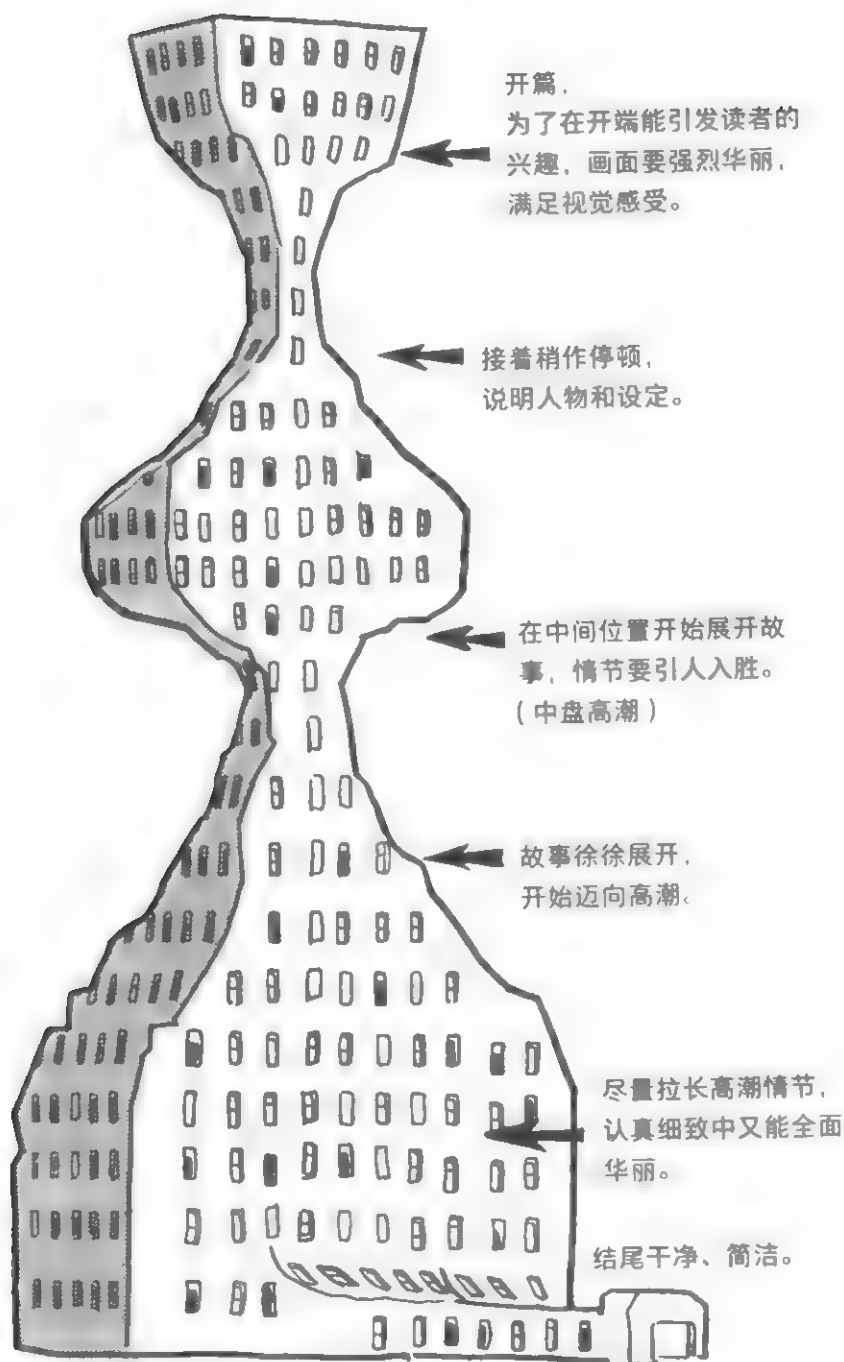 开篇，
为了在开端能引发读者的
兴趣，画面要强烈华丽，
满足视觉感受。
接着稍作停顿，
说明人物和设定。
在中间位置开始展开故
事，情节要引人入胜。
（中盘高潮）
故事徐徐展开，
开始迈向高潮。
尽量拉长高潮情节，
认真细致中又能全面
华丽。
结尾干净、简洁。